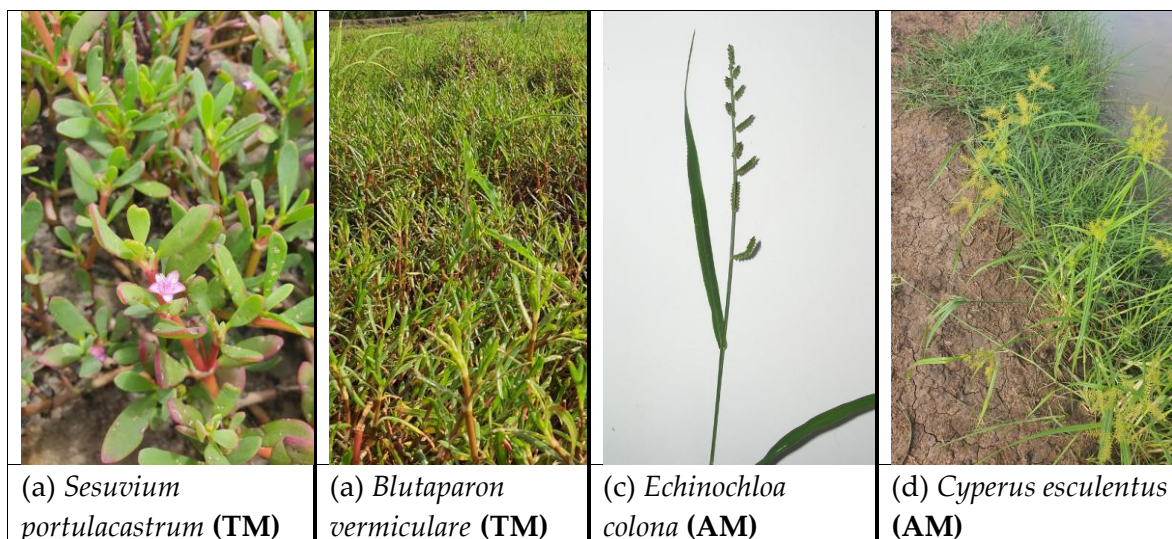 (a) Sesuvium
portulacastrum (TM)
(a) Blutaparon
vermiculare (TM)
(c) Echinochloa
colona (AM)
(d) Cyperus esculentus
(AM)